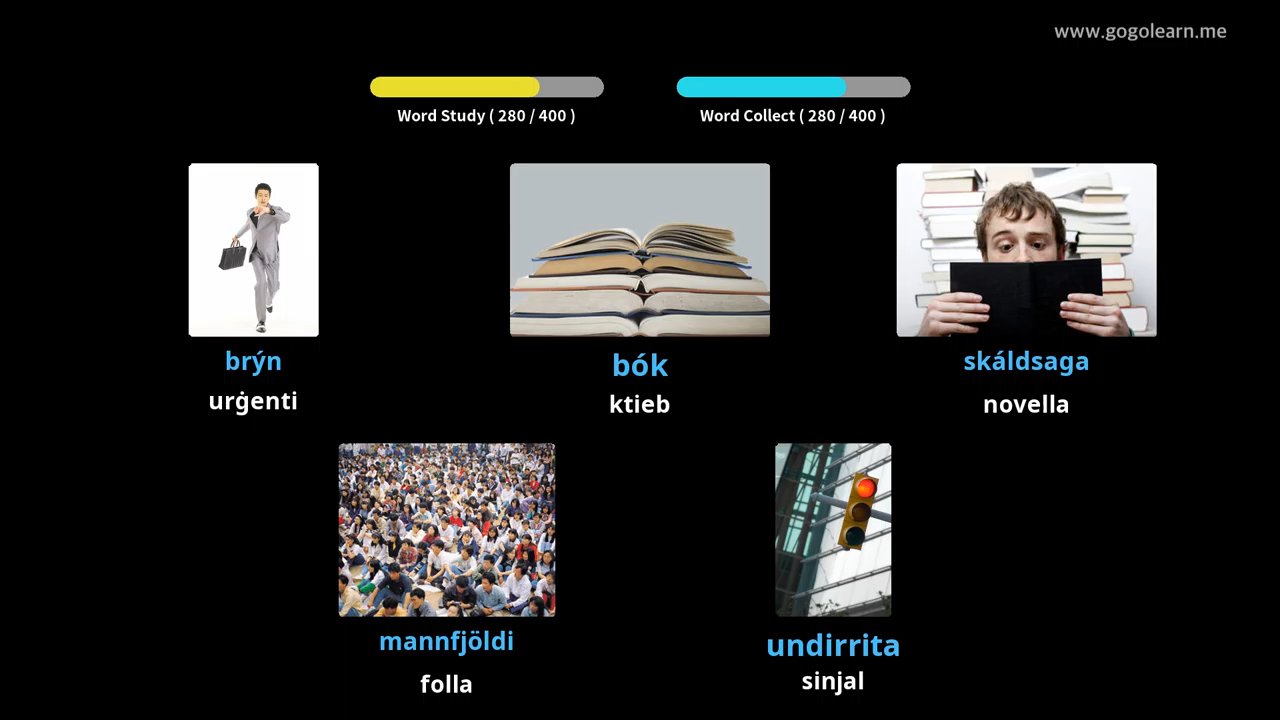 www.gogolearn.me
Word Study ( 280 / 400 )
Word Collect ( 280 / 400 )
brýn
urġenti
bók
ktieb
skáldsaga
novella
mannfjöldi
folla
undirrita
sinjal